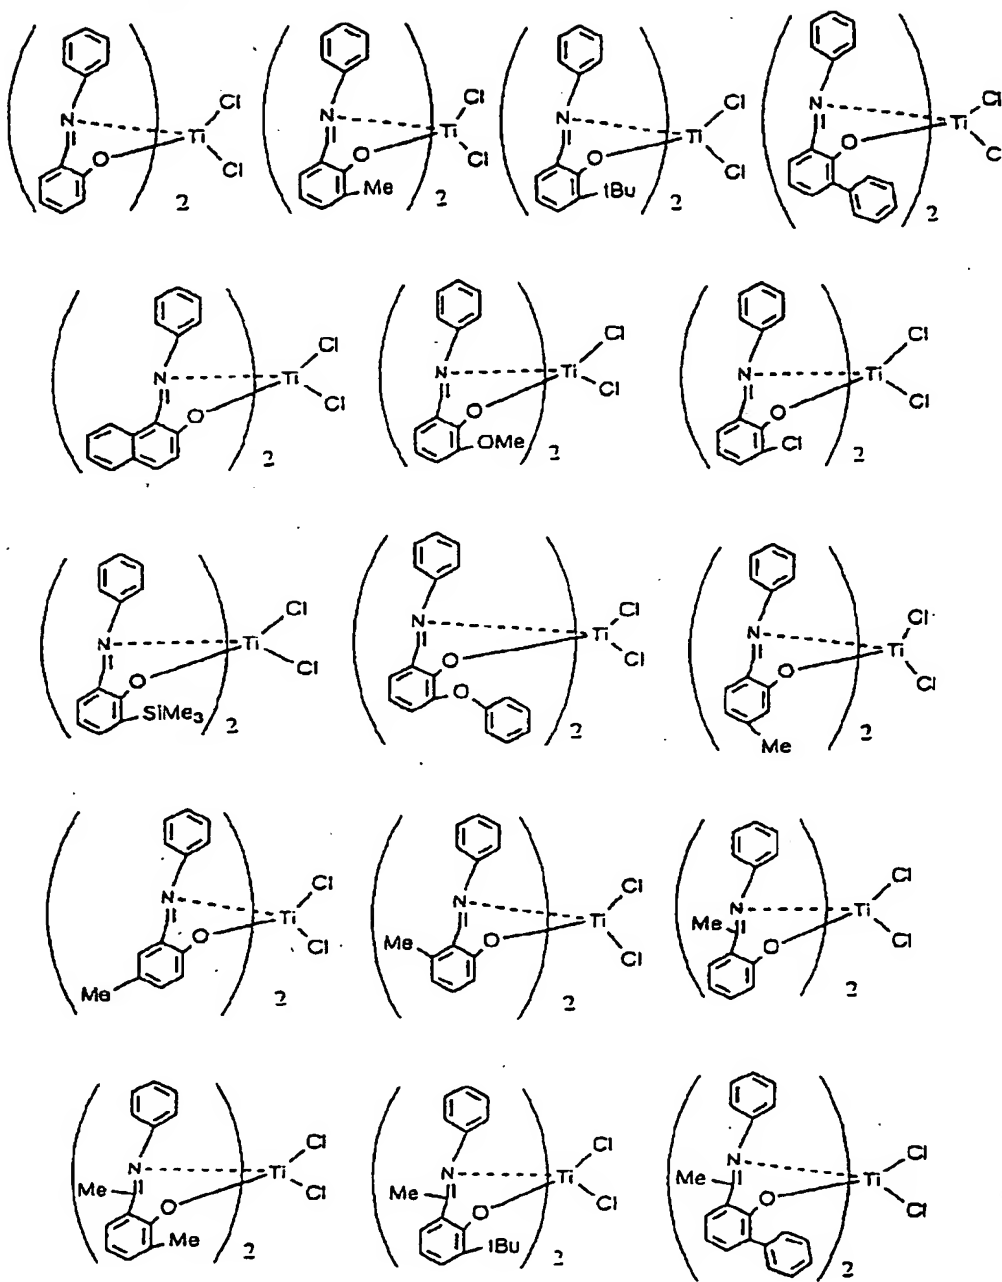 Cl Cl Cl Cl
N N N N
Ti Ti Ti Ti
O O O O
Cl Cl Cl C
Me tBu
2 2 2 2
Cl Cl Cl
N Ti N Ti N Ti
O Cl O Cl O Cl
OMe Cl
2 2 2
Cl Cl Cl
N Ti N Ti N Ti
O Cl O Cl O Cl
SiMe3 O
2 2 Me 2
Cl Cl Cl
N Ti N Ti N Ti
O Cl Me O Cl Me O Cl
Me
2 2 2
Cl Cl Cl
N Ti N Ti N Ti
Me O Cl Me O Cl Me O Cl
Me tBu
2 2 2